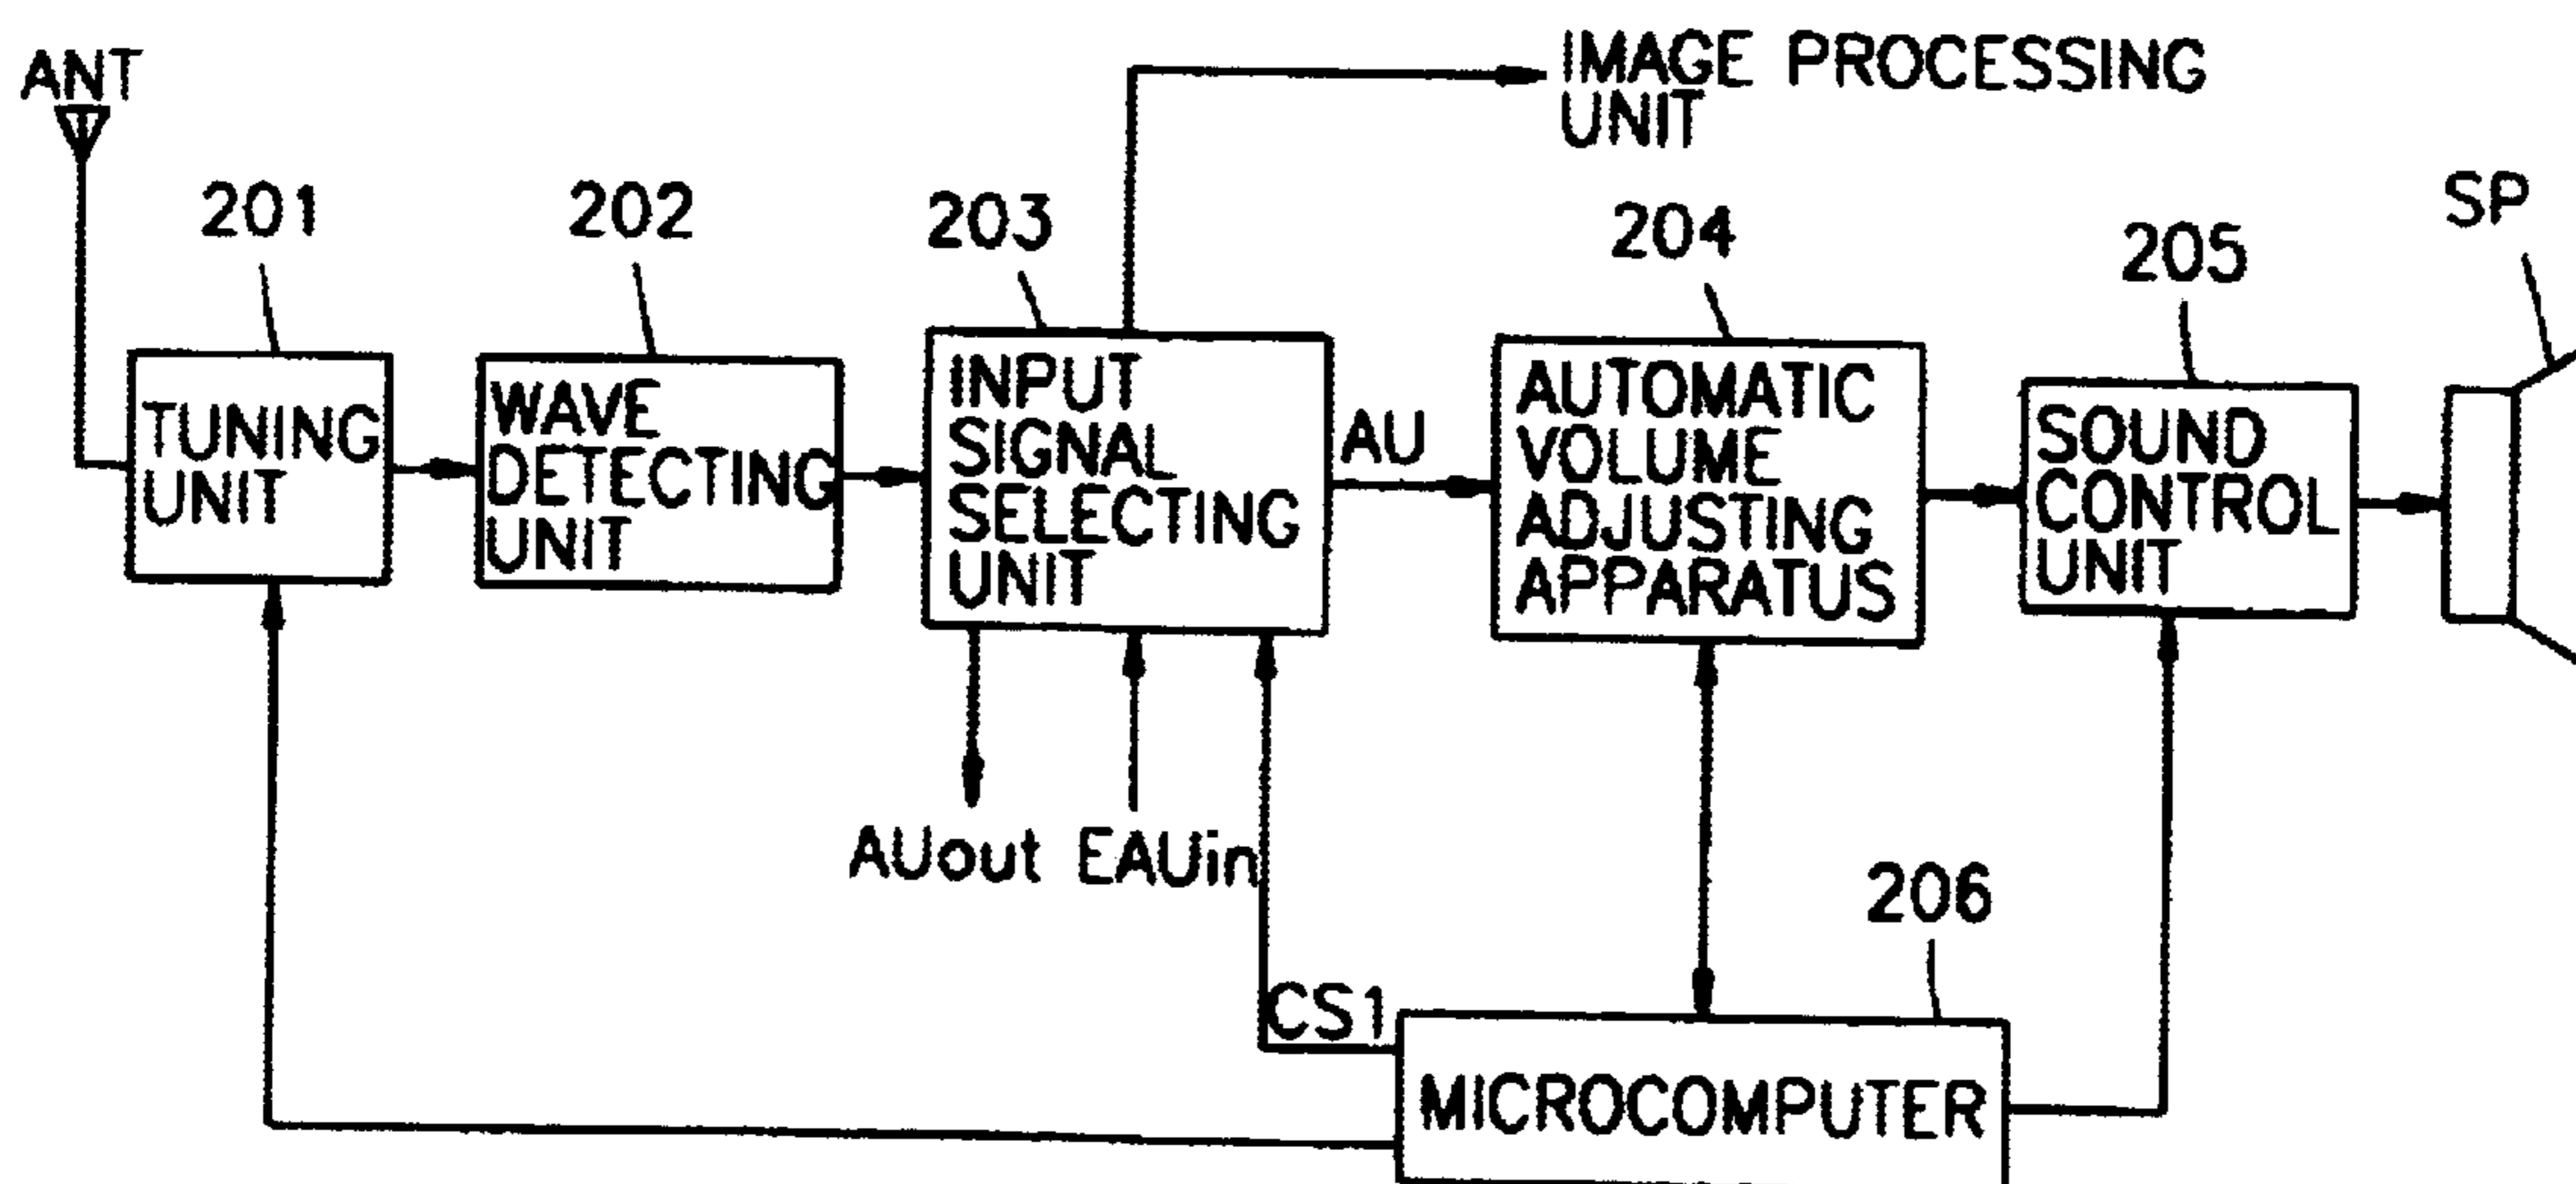 ANT
IMAGE PROCESSING
UNIT
201
202
203
204
205
SP
TUNING
UNIT
WAVE
DETECTING
UNIT
INPUT
SIGNAL
SELECTING
UNIT
AU
AUTOMATIC
VOLUME
ADJUSTING
APPARATUS
SOUND
CONTROL
UNIT
AUout EAUin
206
CS1
MICROCOMPUTER